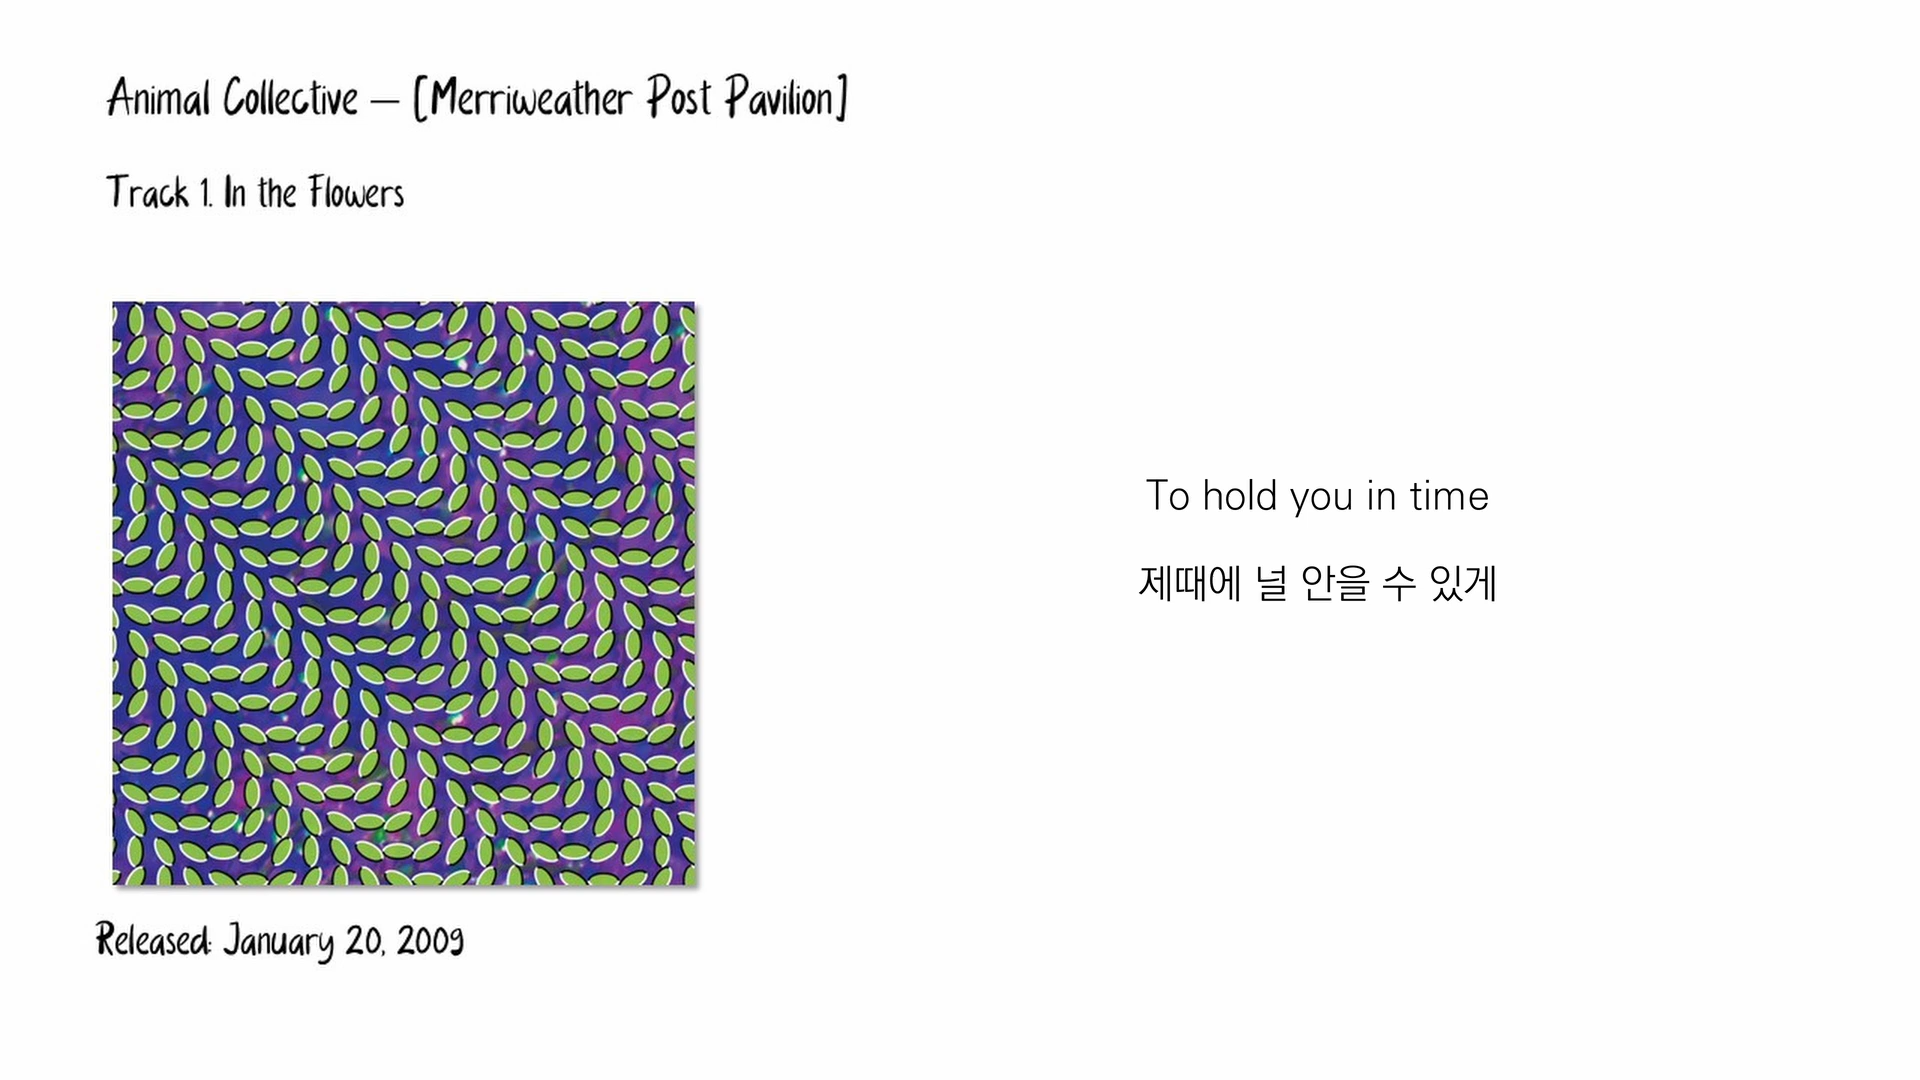 Animal Collective — [Merriweather Post Pavilion]
Track 1. In the Flowers
To hold you in time
제때에 널 안을 수 있게
Released: January 20, 2009